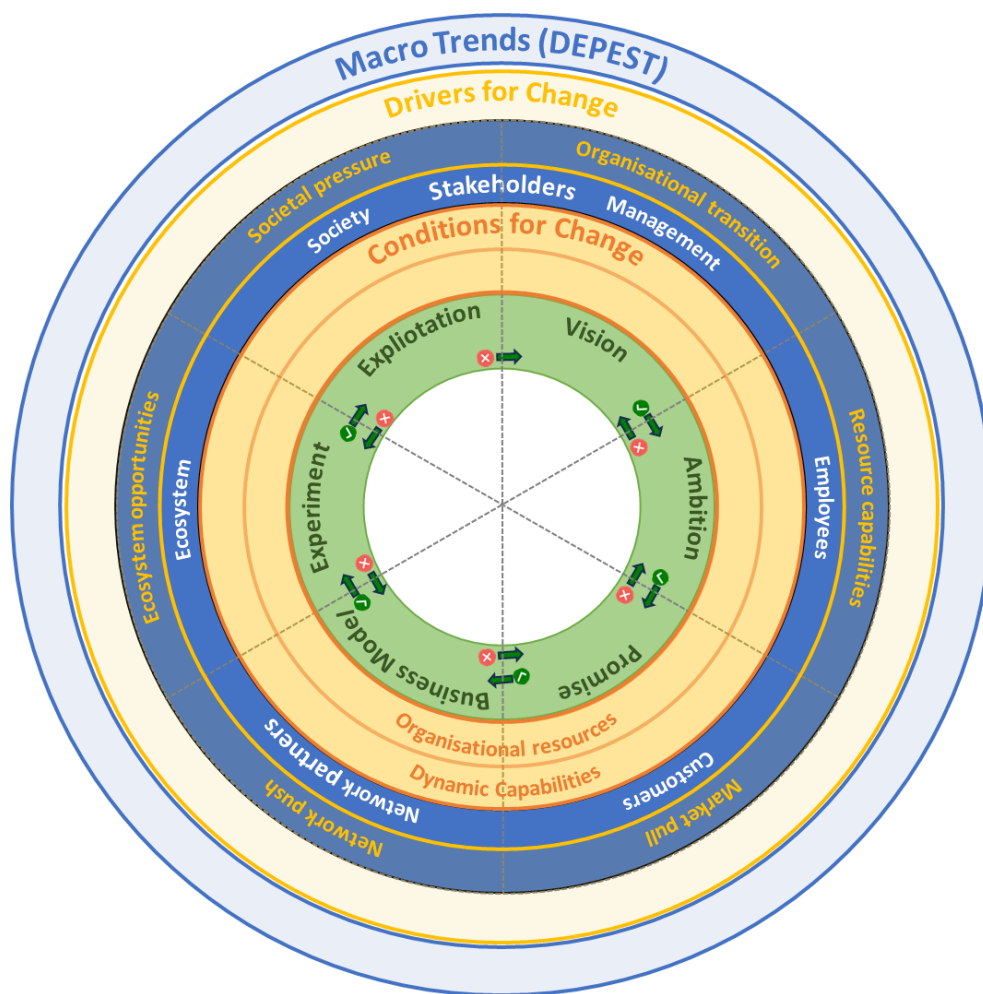 Macro Trends (DEPEST)
Drivers for Change
Societal pressure
Organisational transition
Resource capabilities
Market pull
Network push
Ecosystem opportunities
Stakeholders
Society
Management
Employees
Customers
Network partners
Ecosystem
Conditions for Change
Expliotation
Vision
Ambition
Promise
Business Model
Experiment
Organisational resources
Dynamic Capabilities